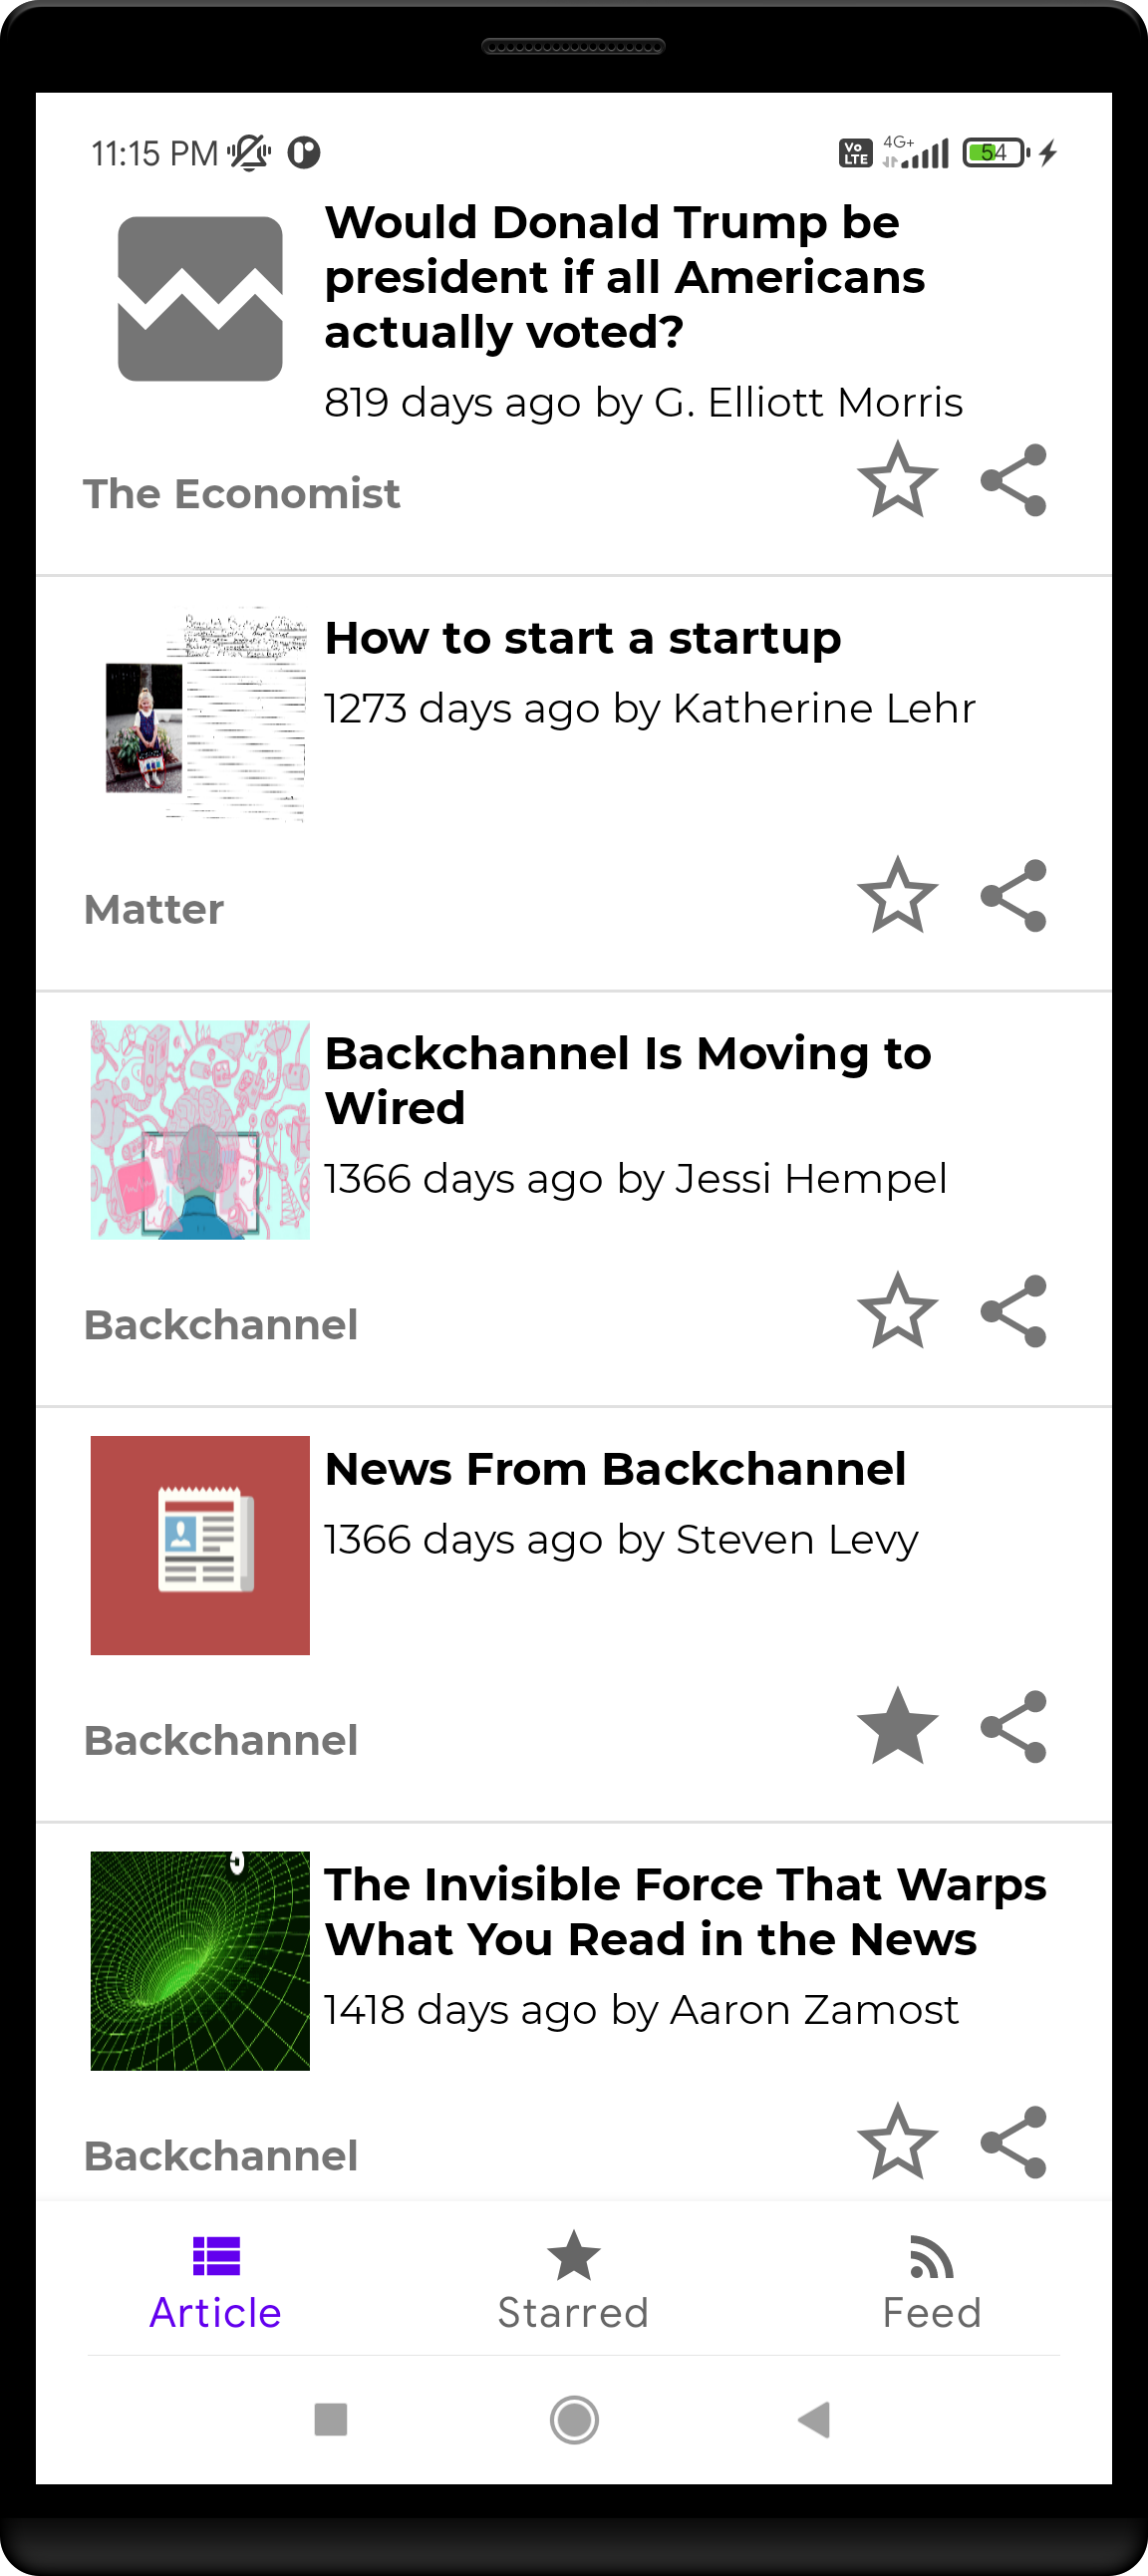 11:15 PM
Vo LTE 4G+ 54
Would Donald Trump be
president if all Americans
actually voted?
819 days ago by G. Elliott Morris
The Economist
How to start a startup
1273 days ago by Katherine Lehr
Matter
Backchannel Is Moving to
Wired
1366 days ago by Jessi Hempel
Backchannel
News From Backchannel
1366 days ago by Steven Levy
Backchannel
The Invisible Force That Warps
What You Read in the News
1418 days ago by Aaron Zamost
Backchannel
Article Starred Feed